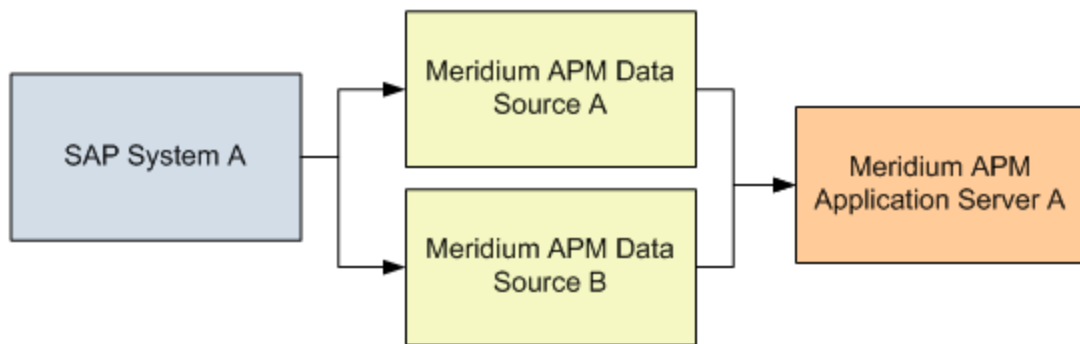 SAP System A
Meridium APM Data
Source A
Meridium APM Data
Source B
Meridium APM
Application Server A